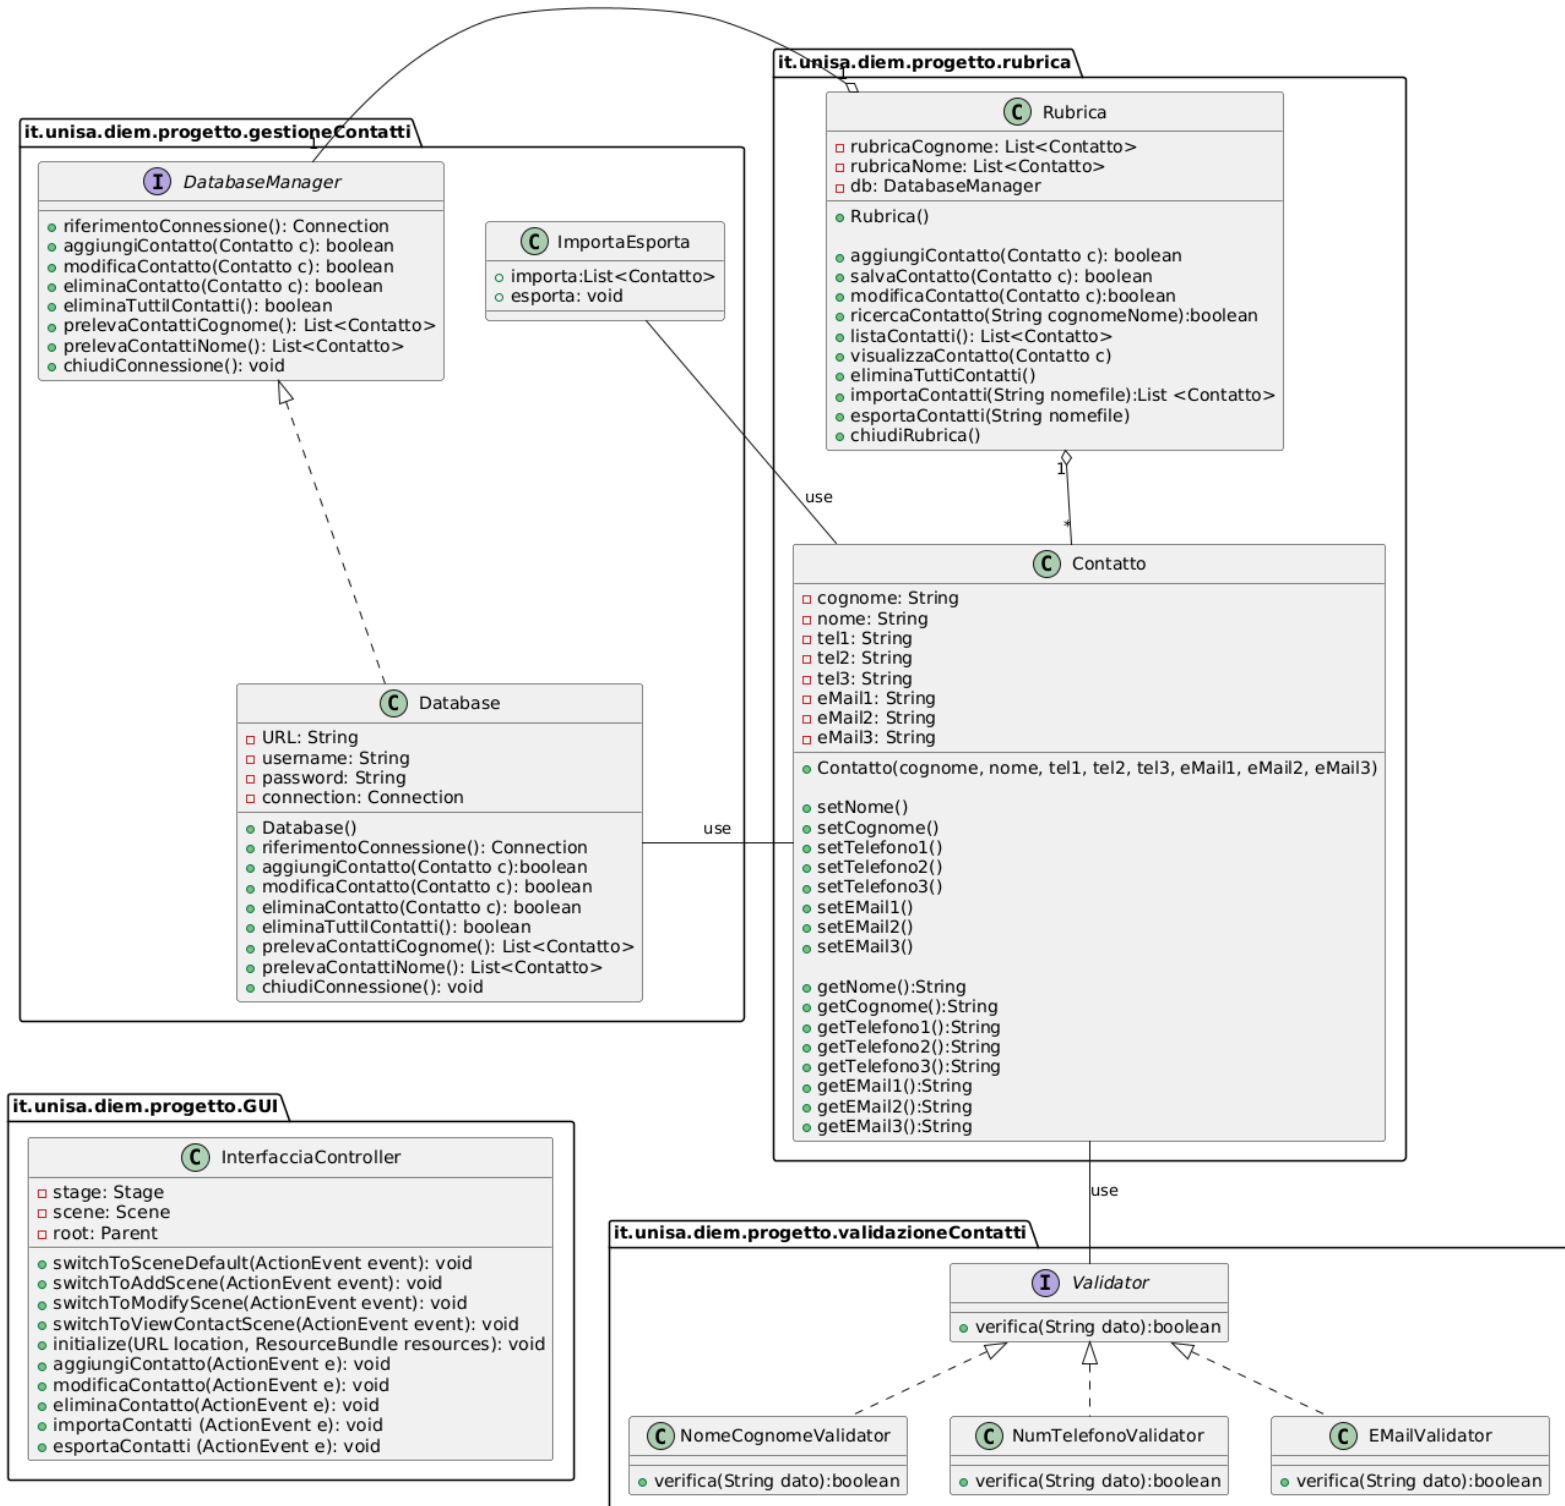 it.unisa.diem.progetto.rubrica
1
C Rubrica
rubricaCognome: List<Contatto>
rubricaNome: List<Contatto>
db: DatabaseManager
Rubrica()
aggiungiContatto(Contatto c): boolean
salvaContatto(Contatto c): boolean
modificaContatto(Contatto c):boolean
ricercaContatto(String cognomeNome):boolean
listaContatti(): List<Contatto>
visualizzaContatto(Contatto c)
eliminaTuttiContatti()
importaContatti(String nomefile):List <Contatto>
esportaContatti(String nomefile)
chiudiRubrica()
1
*
it.unisa.diem.progetto.gestioneContatti
1
I DatabaseManager
riferimentoConnessione(): Connection
aggiungiContatto(Contatto c): boolean
modificaContatto(Contatto c): boolean
eliminaContatto(Contatto c): boolean
eliminaTuttiIContatti(): boolean
prelevaContattiCognome(): List<Contatto>
prelevaContattiNome(): List<Contatto>
chiudiConnessione(): void
C ImportaEsporta
importa:List<Contatto>
esporta: void
use
C Contatto
cognome: String
nome: String
tel1: String
tel2: String
tel3: String
eMail1: String
eMail2: String
eMail3: String
Contatto(cognome, nome, tel1, tel2, tel3, eMail1, eMail2, eMail3)
setNome()
setCognome()
setTelefono1()
setTelefono2()
setTelefono3()
setEMail1()
setEMail2()
setEMail3()
getNome():String
getCognome():String
getTelefono1():String
getTelefono2():String
getTelefono3():String
getEMail1():String
getEMail2():String
getEMail3():String
C Database
URL: String
username: String
password: String
connection: Connection
Database()
riferimentoConnessione(): Connection
aggiungiContatto(Contatto c):boolean
modificaContatto(Contatto c): boolean
eliminaContatto(Contatto c): boolean
eliminaTuttiIContatti(): boolean
prelevaContattiCognome(): List<Contatto>
prelevaContattiNome(): List<Contatto>
chiudiConnessione(): void
use
it.unisa.diem.progetto.GUI
C InterfacciaController
stage: Stage
scene: Scene
root: Parent
switchToSceneDefault(ActionEvent event): void
switchToAddScene(ActionEvent event): void
switchToModifyScene(ActionEvent event): void
switchToViewContactScene(ActionEvent event): void
initialize(URL location, ResourceBundle resources): void
aggiungiContatto(ActionEvent e): void
modificaContatto(ActionEvent e): void
eliminaContatto(ActionEvent e): void
importaContatti (ActionEvent e): void
esportaContatti (ActionEvent e): void
use
it.unisa.diem.progetto.validazioneContatti
I Validator
verifica(String dato):boolean
C NomeCognomeValidator
verifica(String dato):boolean
C NumTelefonoValidator
verifica(String dato):boolean
C EMailValidator
verifica(String dato):boolean